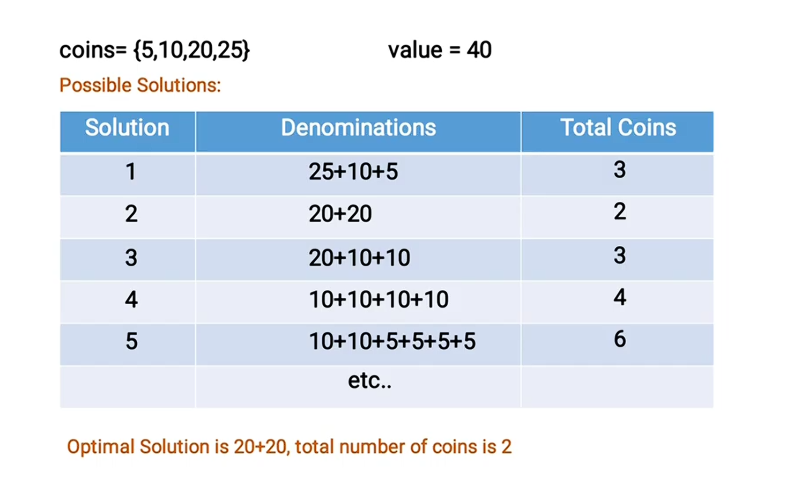 coins= {5,10,20,25} value = 40
Possible Solutions:
Solution Denominations Total Coins
1 25+10+5 3
2 20+20 2
3 20+10+10 3
4 10+10+10+10 4
5 10+10+5+5+5+5 6
etc..
Optimal Solution is 20+20, total number of coins is 2